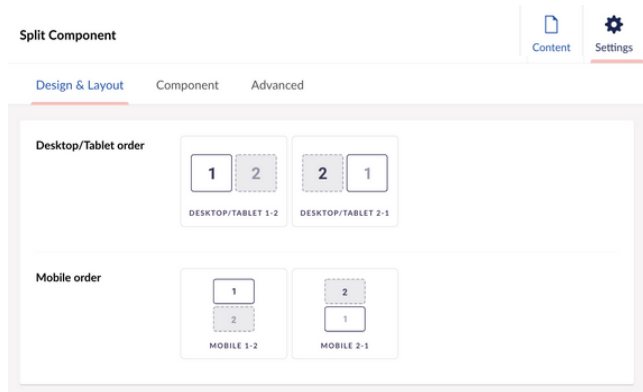 Split Component
Content
Settings
Design & Layout
Component
Advanced
Desktop/Tablet order
1 2
2 1
DESKTOP/TABLET 1-2
DESKTOP/TABLET 2-1
Mobile order
1
2
MOBILE 1-2
2
1
MOBILE 2-1